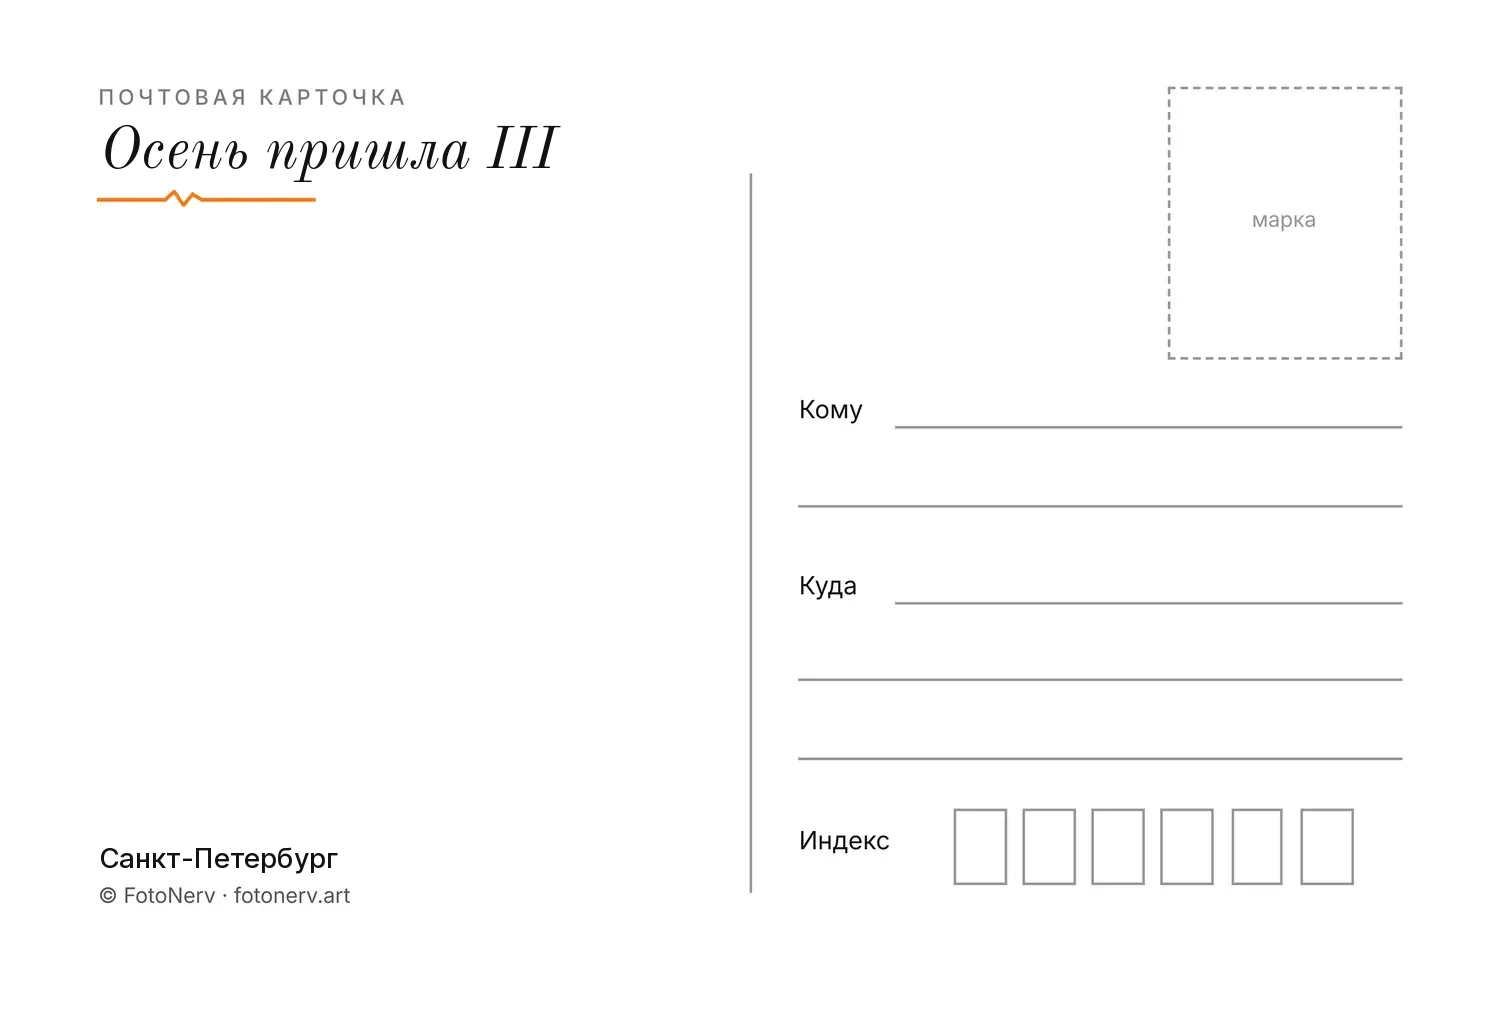 ПОЧТОВАЯ КАРТОЧКА
Осень пришла III
марка
Кому
Куда
Индекс
Санкт-Петербург
© FotoNerv · fotonerv.art